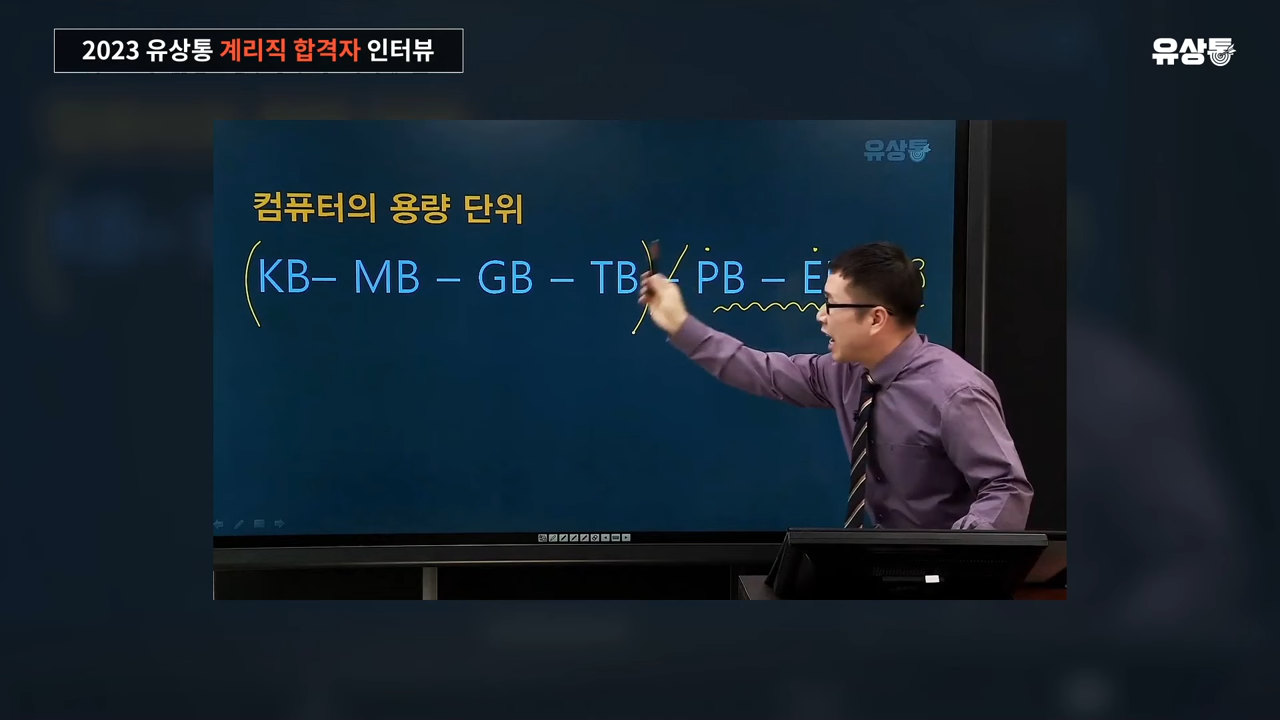 2023 유상통 계리직 합격자 인터뷰
유상통
유상통
컴퓨터의 용량 단위
KB– MB – GB – TB – PB –